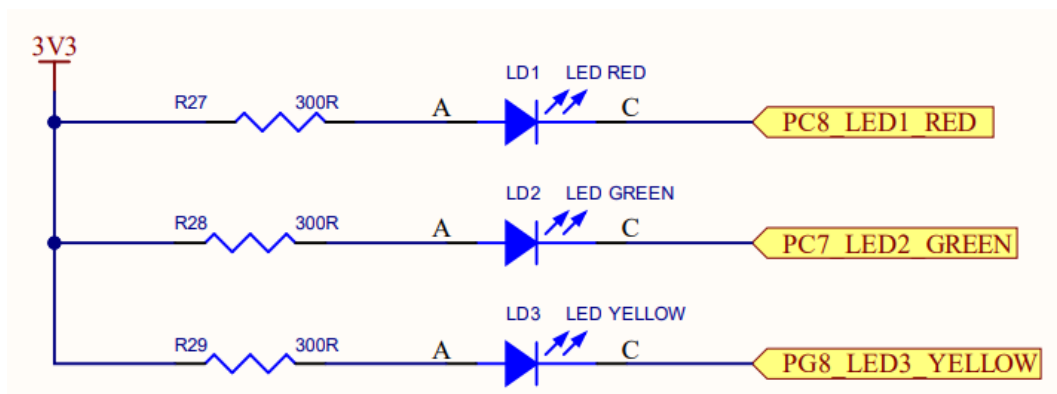 3V3
LD1 LED RED
R27 300R A C PC8_LED1_RED
LD2 LED GREEN
R28 300R A C PC7_LED2_GREEN
LD3 LED YELLOW
R29 300R A C PG8_LED3_YELLOW